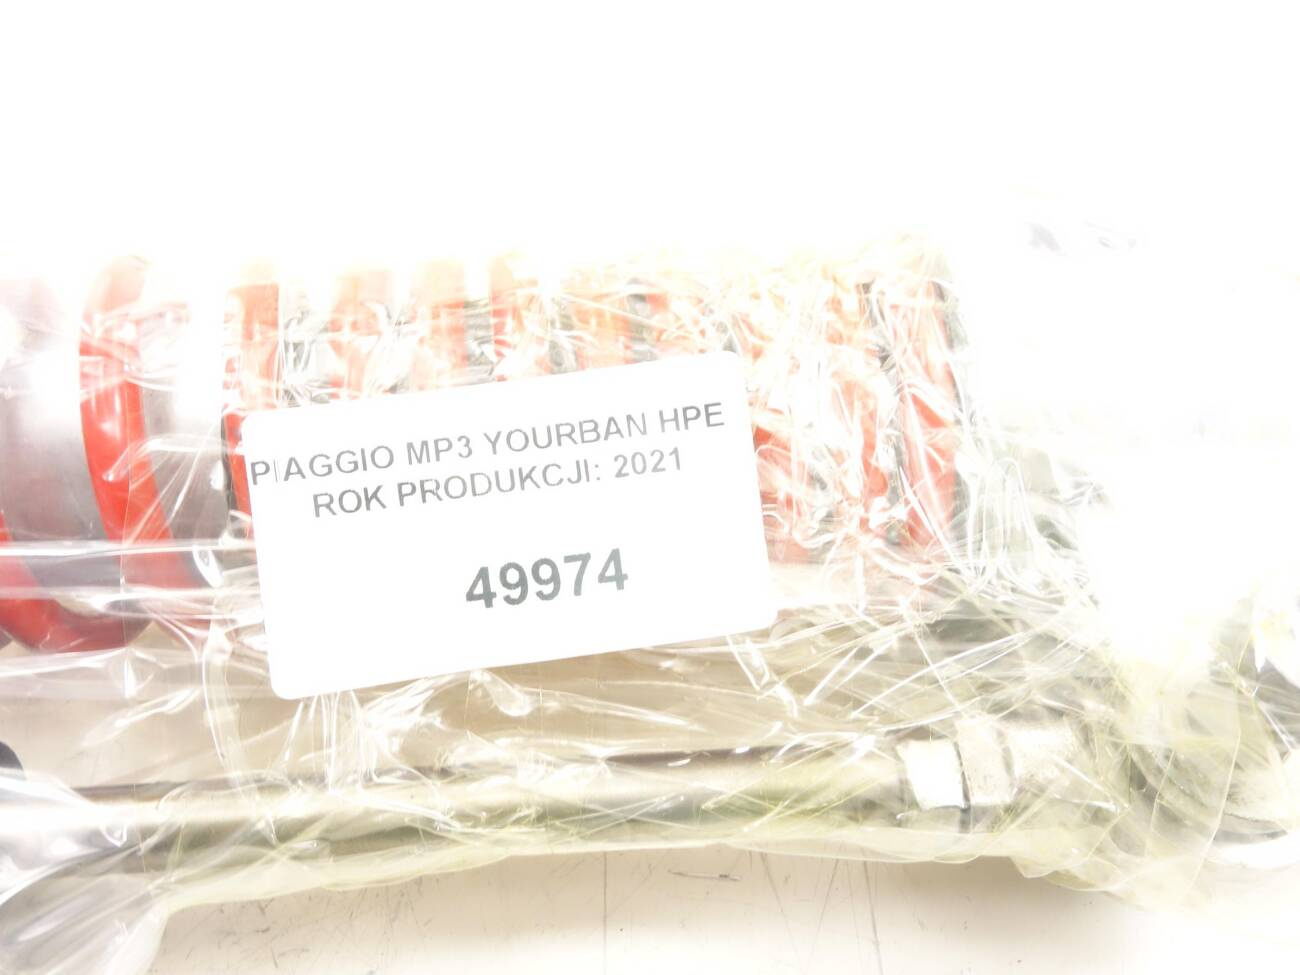 PIAGGIO MP3 YOURBAN HPE
ROK PRODUKCJI: 2021
49974